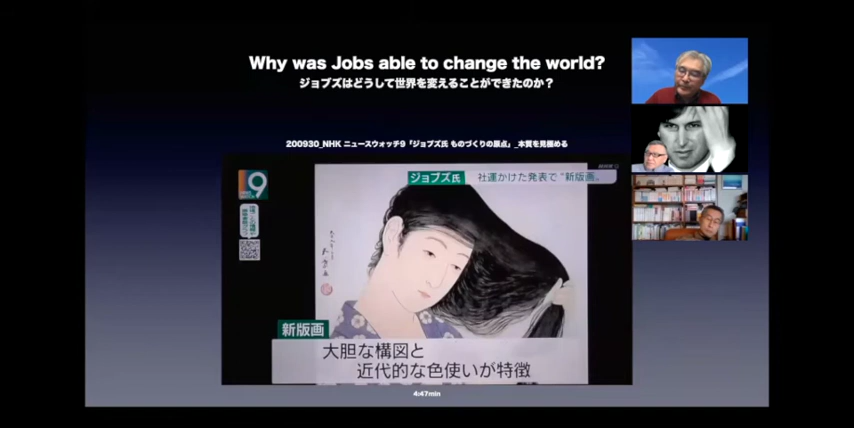 Why was Jobs able to change the world?
ジョブズはどうして世界を変えることができたのか？
200930_NHK ニュースウォッチ9「ジョブズ氏 ものづくりの原点」_本質を見極める
9
ジョブズ氏 社運かけた発表で“新版画„
新版画
大胆な構図と
近代的な色使いが特徴
4:47min